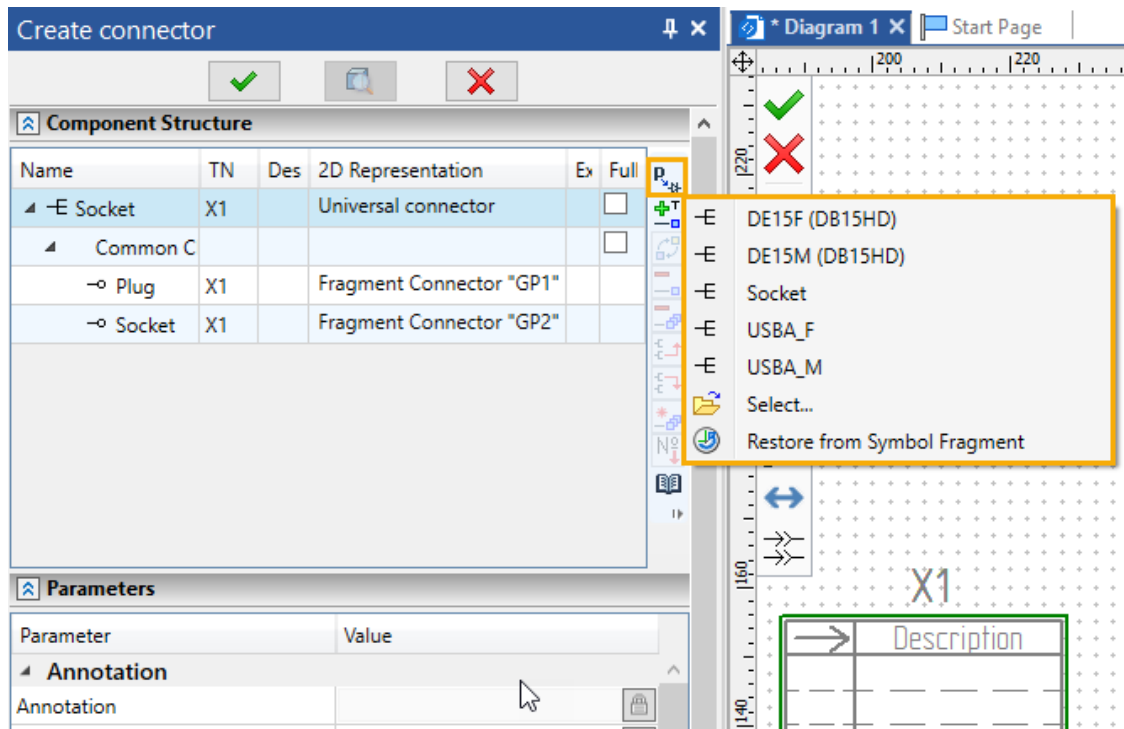 Create connector
* Diagram 1
Start Page
200
220
Component Structure
Name TN Des 2D Representation Ex Full
Socket X1 Universal connector
Common C
Plug X1 Fragment Connector "GP1"
Socket X1 Fragment Connector "GP2"
220
DE15F (DB15HD)
DE15M (DB15HD)
Socket
USBA_F
USBA_M
Select...
Restore from Symbol Fragment
Nº
160
X1
Description
140
Parameters
Parameter Value
Annotation
Annotation